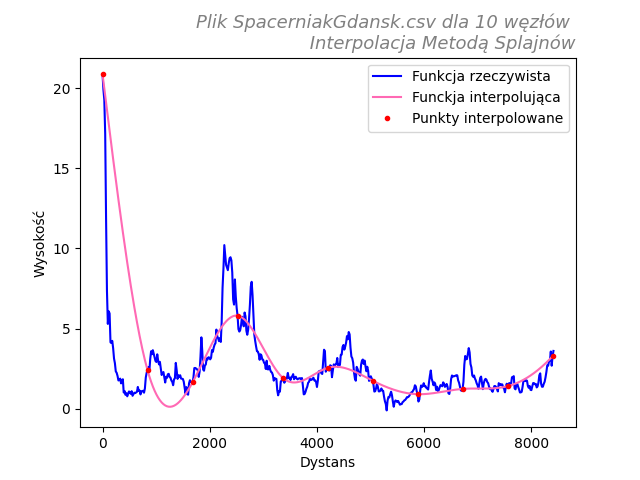 Plik SpacerniakGdansk.csv dla 10 węzłów
Interpolacja Metodą Splajnów
Funkcja rzeczywista
Funckja interpolująca
Punkty interpolowane
Wysokość
20
15
10
5
0
0 2000 4000 6000 8000
Dystans